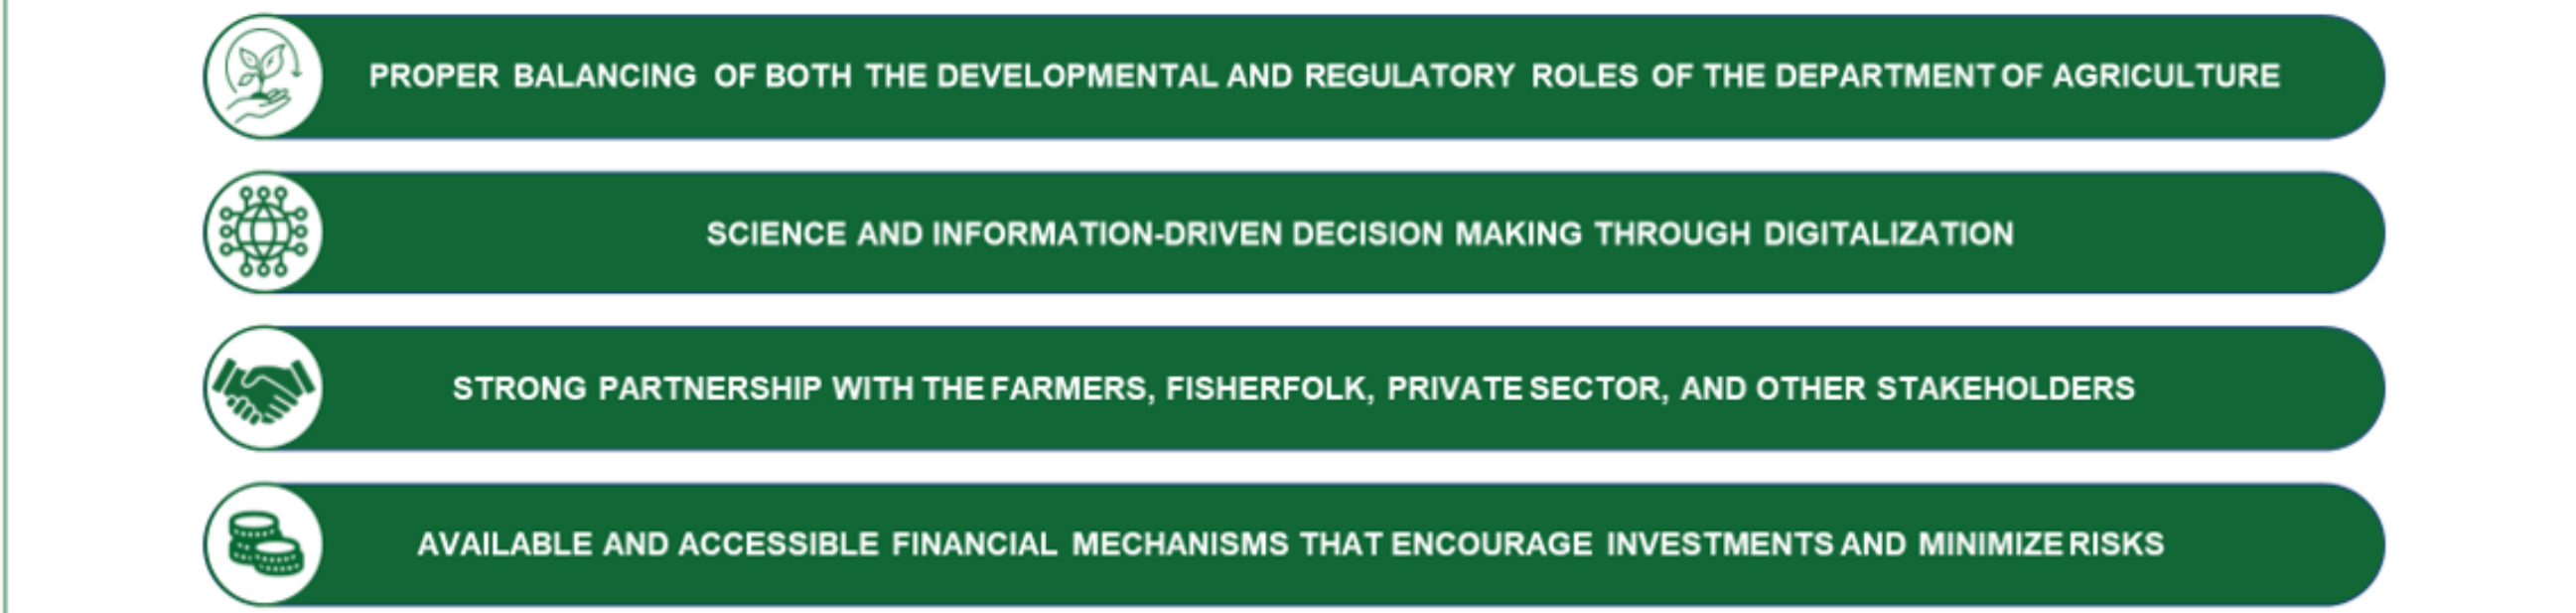 PROPER BALANCING OF BOTH THE DEVELOPMENTAL AND REGULATORY ROLES OF THE DEPARTMENT OF AGRICULTURE
SCIENCE AND INFORMATION-DRIVEN DECISION MAKING THROUGH DIGITALIZATION
STRONG PARTNERSHIP WITH THE FARMERS, FISHERFOLK, PRIVATE SECTOR, AND OTHER STAKEHOLDERS
AVAILABLE AND ACCESSIBLE FINANCIAL MECHANISMS THAT ENCOURAGE INVESTMENTS AND MINIMIZE RISKS